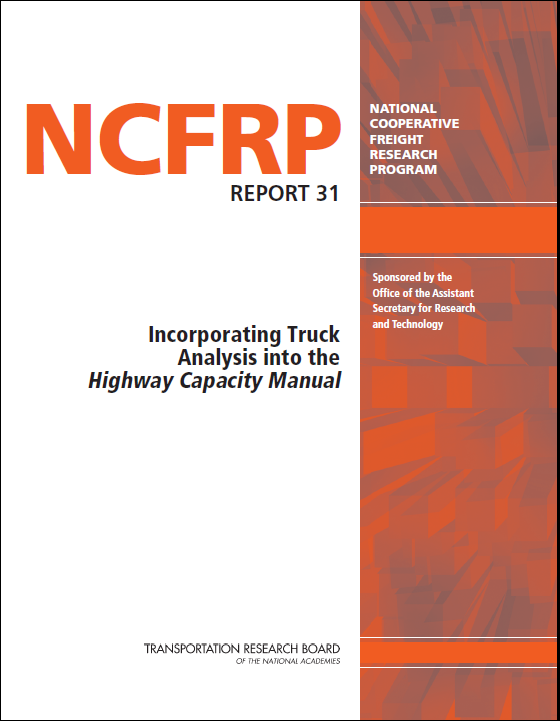 NCFRP
REPORT 31
NATIONAL
COOPERATIVE
FREIGHT
RESEARCH
PROGRAM
Sponsored by the
Office of the Assistant
Secretary for Research
and Technology
Incorporating Truck
Analysis into the
Highway Capacity Manual
TRANSPORTATION RESEARCH BOARD
OF THE NATIONAL ACADEMIES